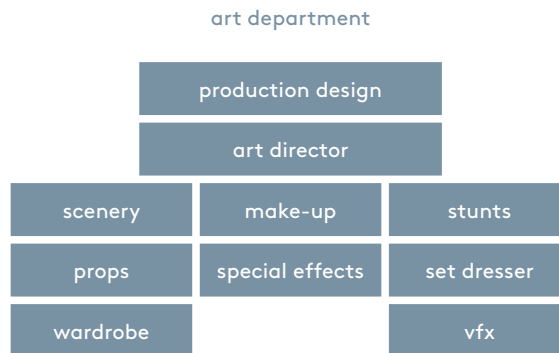 art department
production design
art director
scenery make-up stunts
props special effects set dresser
wardrobe vfx